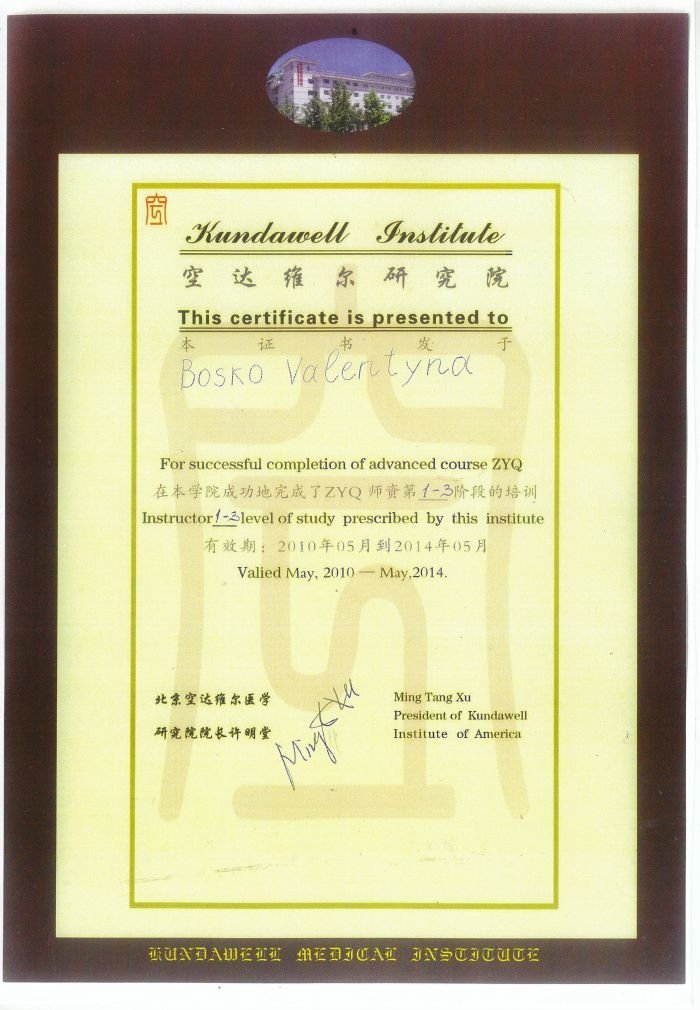 空
Kundawell Institute
空达维尔研究院
This certificate is presented to
本证书发于
Bosko Valentyna
For successful completion of advanced course ZYQ
在本学院成功地完成了ZYQ 师资第1-3阶段的培训
Instructor 1-3 level of study prescribed by this institute
有效期：2010年05月到2014年05月
Valied May, 2010 — May,2014.
北京空达维尔医学
研究院院长许明堂
Ming T Xu
Ming Tang Xu
President of Kundawell
Institute of America
KUNDAWELL MEDICAL INSTITUTE